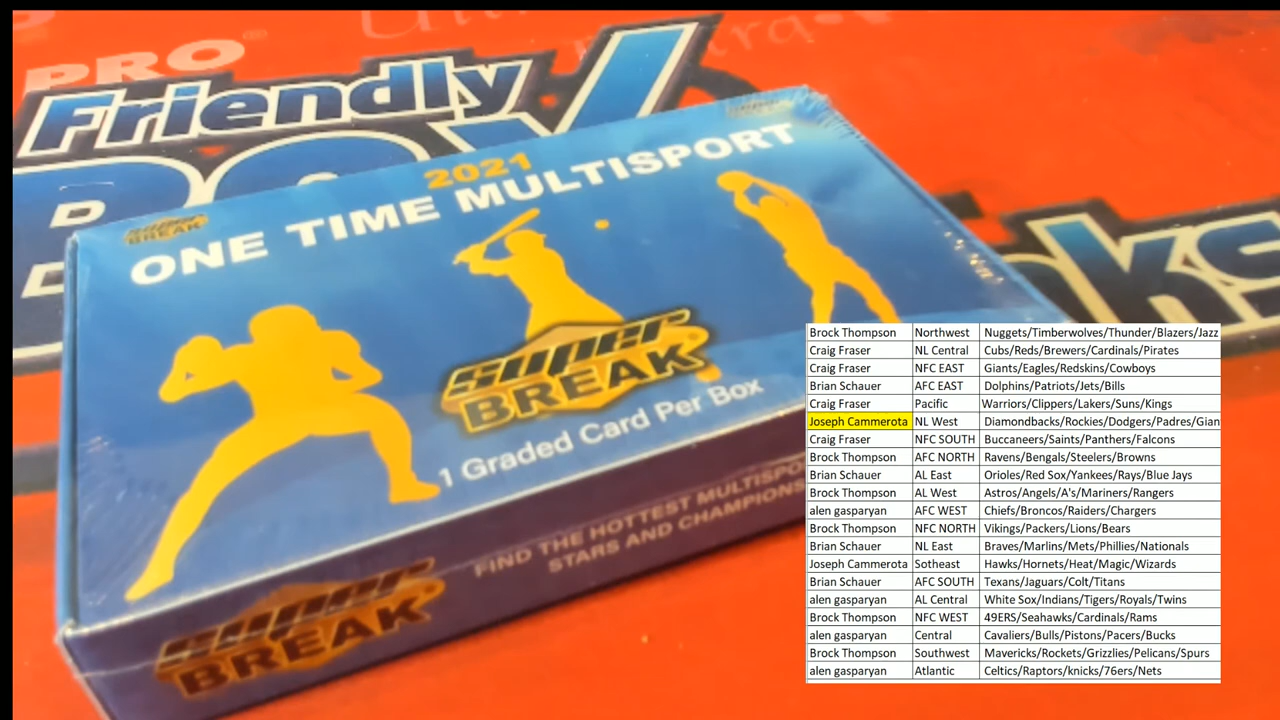 PRO
Friendly
BOX
nks
super BREAK
2021
ONE TIME MULTISPORT
super
BREAK
1 Graded Card Per Box
FIND THE HOTTEST MULTISPO
STARS AND CHAMPIONS
super
BREAK
Brock Thompson Northwest Nuggets/Timberwolves/Thunder/Blazers/Jazz
Craig Fraser NL Central Cubs/Reds/Brewers/Cardinals/Pirates
Craig Fraser NFC EAST Giants/Eagles/Redskins/Cowboys
Brian Schauer AFC EAST Dolphins/Patriots/Jets/Bills
Craig Fraser Pacific Warriors/Clippers/Lakers/Suns/Kings
Joseph Cammerota NL West Diamondbacks/Rockies/Dodgers/Padres/Gian
Craig Fraser NFC SOUTH Buccaneers/Saints/Panthers/Falcons
Brock Thompson AFC NORTH Ravens/Bengals/Steelers/Browns
Brian Schauer AL East Orioles/Red Sox/Yankees/Rays/Blue Jays
Brock Thompson AL West Astros/Angels/A's/Mariners/Rangers
alen gasparyan AFC WEST Chiefs/Broncos/Raiders/Chargers
Brock Thompson NFC NORTH Vikings/Packers/Lions/Bears
Brian Schauer NL East Braves/Marlins/Mets/Phillies/Nationals
Joseph Cammerota Sotheast Hawks/Hornets/Heat/Magic/Wizards
Brian Schauer AFC SOUTH Texans/Jaguars/Colt/Titans
alen gasparyan AL Central White Sox/Indians/Tigers/Royals/Twins
Brock Thompson NFC WEST 49ERS/Seahawks/Cardinals/Rams
alen gasparyan Central Cavaliers/Bulls/Pistons/Pacers/Bucks
Brock Thompson Southwest Mavericks/Rockets/Grizzlies/Pelicans/Spurs
alen gasparyan Atlantic Celtics/Raptors/knicks/76ers/Nets